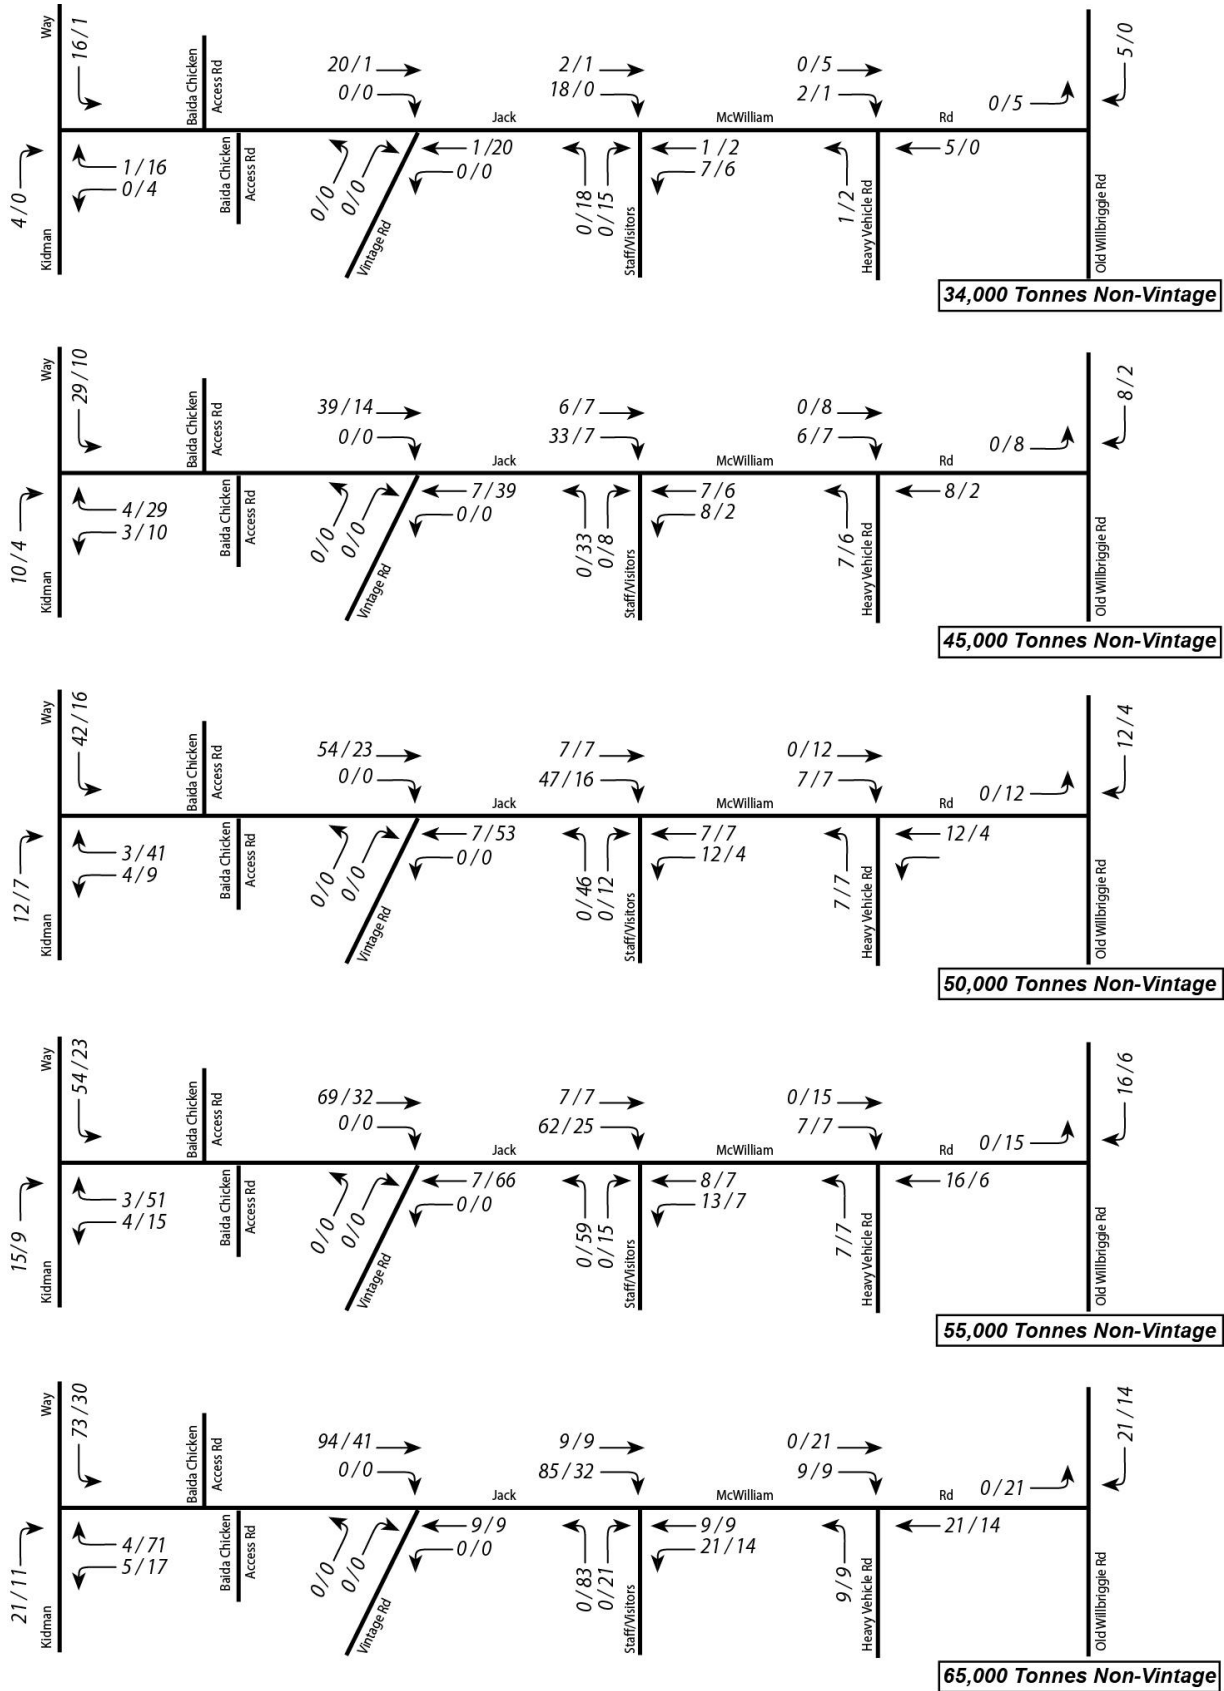 Way
16 / 1
Baida Chicken
Access Rd
20 / 1
0 / 0
2 / 1
18 / 0
0 / 5
2 / 1
0 / 5
5 / 0
Jack
McWilliam
Rd
4 / 0
1 / 16
0 / 4
Kidman
Baida Chicken
Access Rd
0 / 0
0 / 0
Vintage Rd
1 / 20
0 / 0
0 / 18
0 / 15
Staff/Visitors
1 / 2
7 / 6
1 / 2
Heavy Vehicle Rd
5 / 0
Old Willbriggie Rd
34,000 Tonnes Non-Vintage
Way
29 / 10
Baida Chicken
Access Rd
39 / 14
0 / 0
6 / 7
33 / 7
0 / 8
6 / 7
0 / 8
8 / 2
Jack
McWilliam
Rd
10 / 4
4 / 29
3 / 10
Kidman
Baida Chicken
Access Rd
0 / 0
0 / 0
Vintage Rd
7 / 39
0 / 0
0 / 33
0 / 8
Staff/Visitors
7 / 6
8 / 2
7 / 6
Heavy Vehicle Rd
8 / 2
Old Willbriggie Rd
45,000 Tonnes Non-Vintage
Way
42 / 16
Baida Chicken
Access Rd
54 / 23
0 / 0
7 / 7
47 / 16
0 / 12
7 / 7
0 / 12
12 / 4
Jack
McWilliam
Rd
12 / 7
3 / 41
4 / 9
Kidman
Baida Chicken
Access Rd
0 / 0
0 / 0
Vintage Rd
7 / 53
0 / 0
0 / 46
0 / 12
Staff/Visitors
7 / 7
12 / 4
7 / 7
Heavy Vehicle Rd
12 / 4
Old Willbriggie Rd
50,000 Tonnes Non-Vintage
Way
54 / 23
Baida Chicken
Access Rd
69 / 32
0 / 0
7 / 7
62 / 25
0 / 15
7 / 7
0 / 15
16 / 6
Jack
McWilliam
Rd
15 / 9
3 / 51
4 / 15
Kidman
Baida Chicken
Access Rd
0 / 0
0 / 0
Vintage Rd
7 / 66
0 / 0
0 / 59
0 / 15
Staff/Visitors
8 / 7
13 / 7
7 / 7
Heavy Vehicle Rd
16 / 6
Old Willbriggie Rd
55,000 Tonnes Non-Vintage
Way
73 / 30
Baida Chicken
Access Rd
94 / 41
0 / 0
9 / 9
85 / 32
0 / 21
9 / 9
0 / 21
21 / 14
Jack
McWilliam
Rd
21 / 11
4 / 71
5 / 17
Kidman
Baida Chicken
Access Rd
0 / 0
0 / 0
Vintage Rd
9 / 9
0 / 0
0 / 83
0 / 21
Staff/Visitors
9 / 9
21 / 14
9 / 9
Heavy Vehicle Rd
21 / 14
Old Willbriggie Rd
65,000 Tonnes Non-Vintage